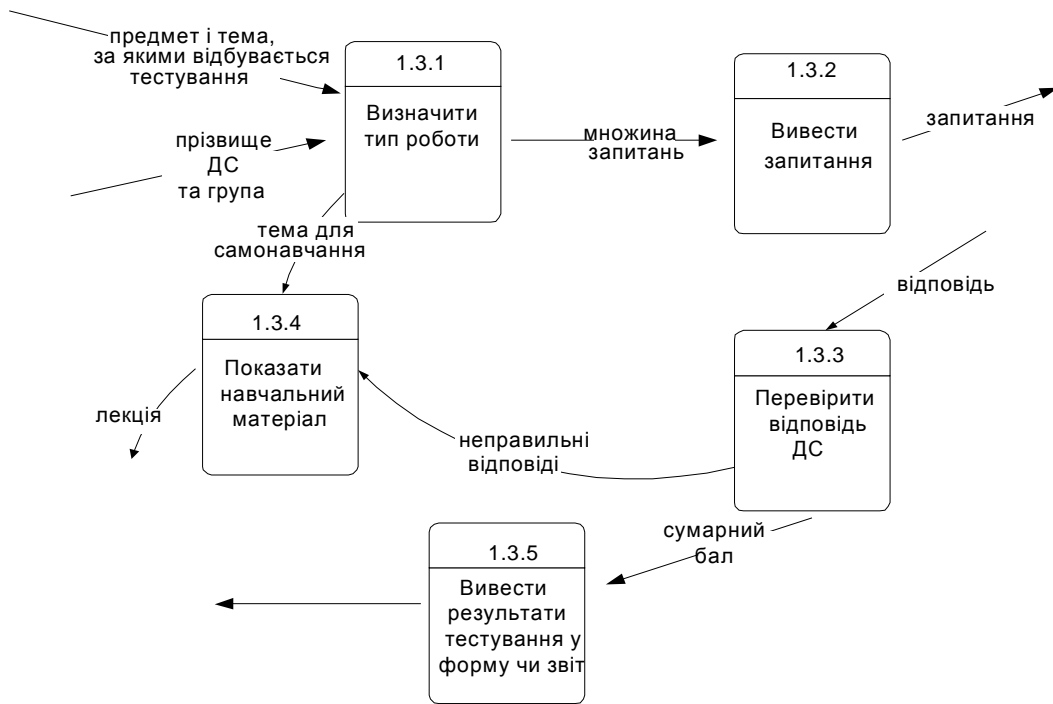 предмет і тема,
за якими відбувається
тестування
1.3.1
Визначити
тип роботи
прізвище
ДС
та група
множина
запитань
1.3.2
Вивести
запитання
запитання
тема для
самонавчання
відповідь
1.3.4
Показати
навчальний
матеріал
лекція
1.3.3
Перевірити
відповідь
ДС
неправильні
відповіді
сумарний
бал
1.3.5
Вивести
результати
тестування у
форму чи звіт